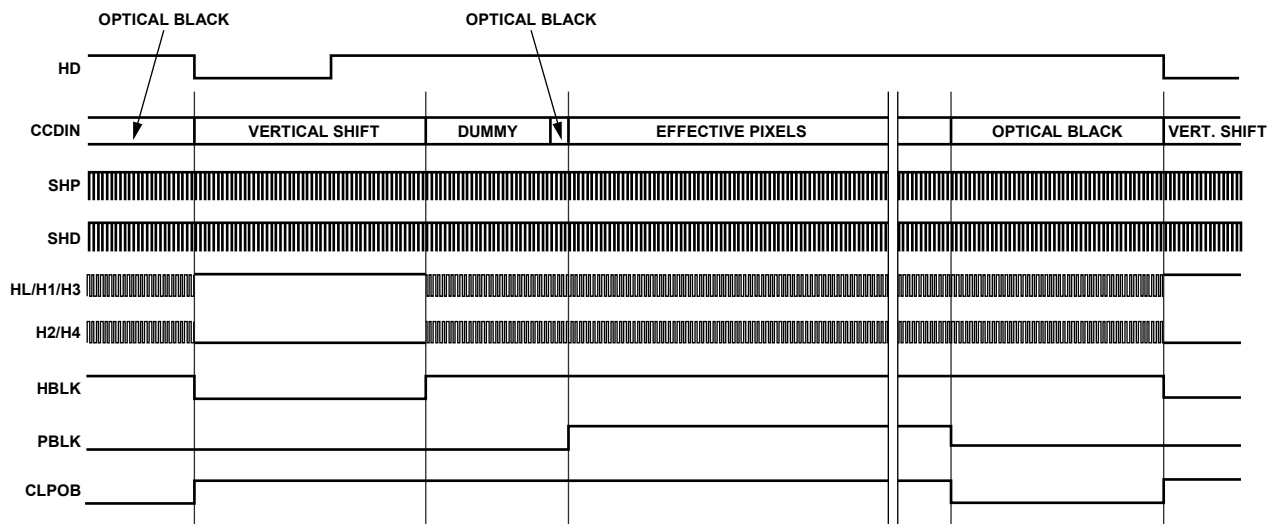 OPTICAL BLACK OPTICAL BLACK
HD
CCDIN VERTICAL SHIFT DUMMY EFFECTIVE PIXELS OPTICAL BLACK VERT. SHIFT
SHP
SHD
HL/H1/H3
H2/H4
HBLK
PBLK
CLPOB